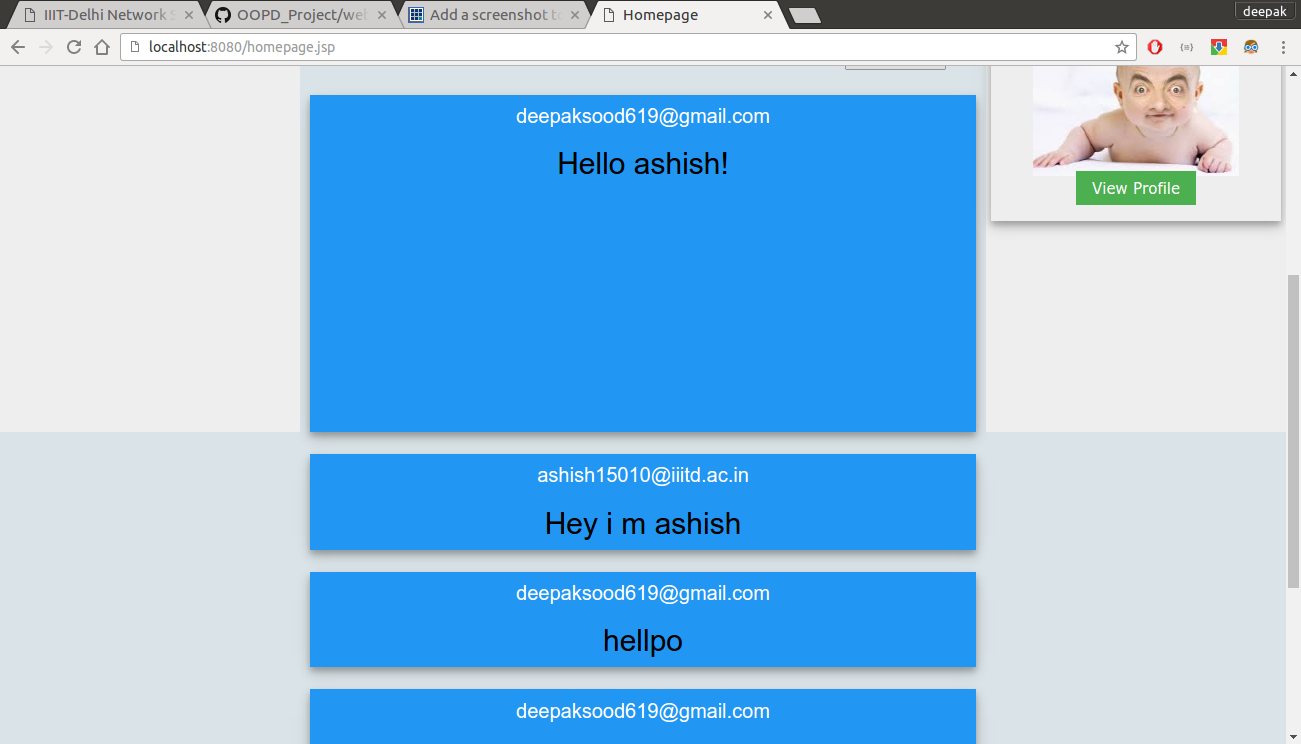 IIIT-Delhi Network S
OOPD_Project/web
Add a screenshot to
Homepage
deepak
localhost:8080/homepage.jsp
deepaksood619@gmail.com
Hello ashish!
View Profile
ashish15010@iiitd.ac.in
Hey i m ashish
deepaksood619@gmail.com
hellpo
deepaksood619@gmail.com